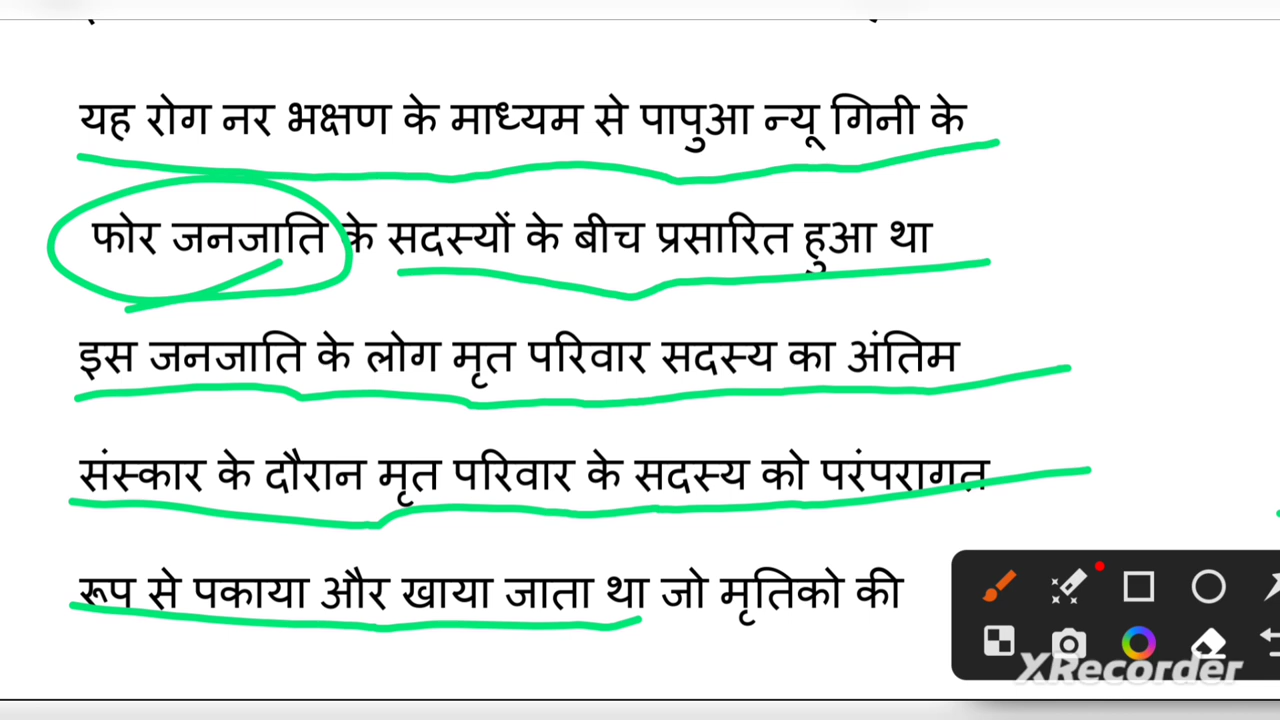 यह रोग नर भक्षण के माध्यम से पापुआ न्यू गिनी के
फोर जनजाति के सदस्यों के बीच प्रसारित हुआ था
इस जनजाति के लोग मृत परिवार सदस्य का अंतिम
संस्कार के दौरान मृत परिवार के सदस्य को परंपरागत
रूप से पकाया और खाया जाता था जो मृतिको की
XRecorder